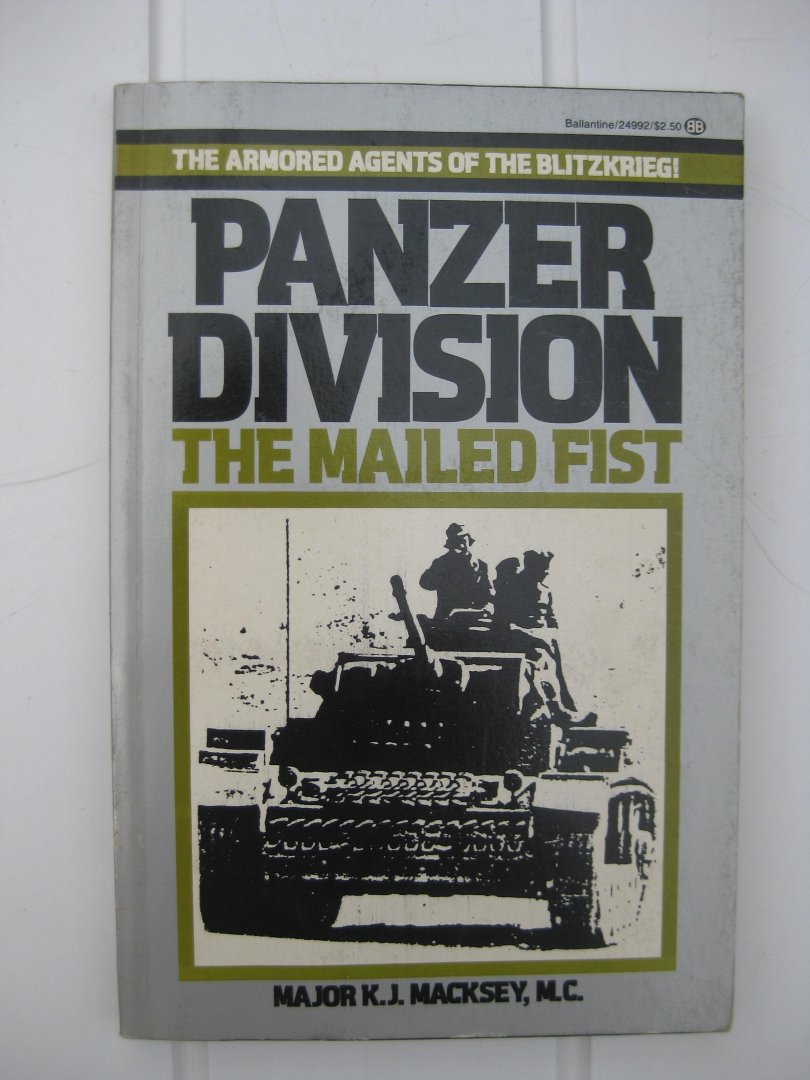 Ballantine/24992/$2.50 BB
THE ARMORED AGENTS OF THE BLITZKRIEG!
PANZER
DIVISION
THE MAILED FIST
MAJOR K.J. MACKSEY, M.C.